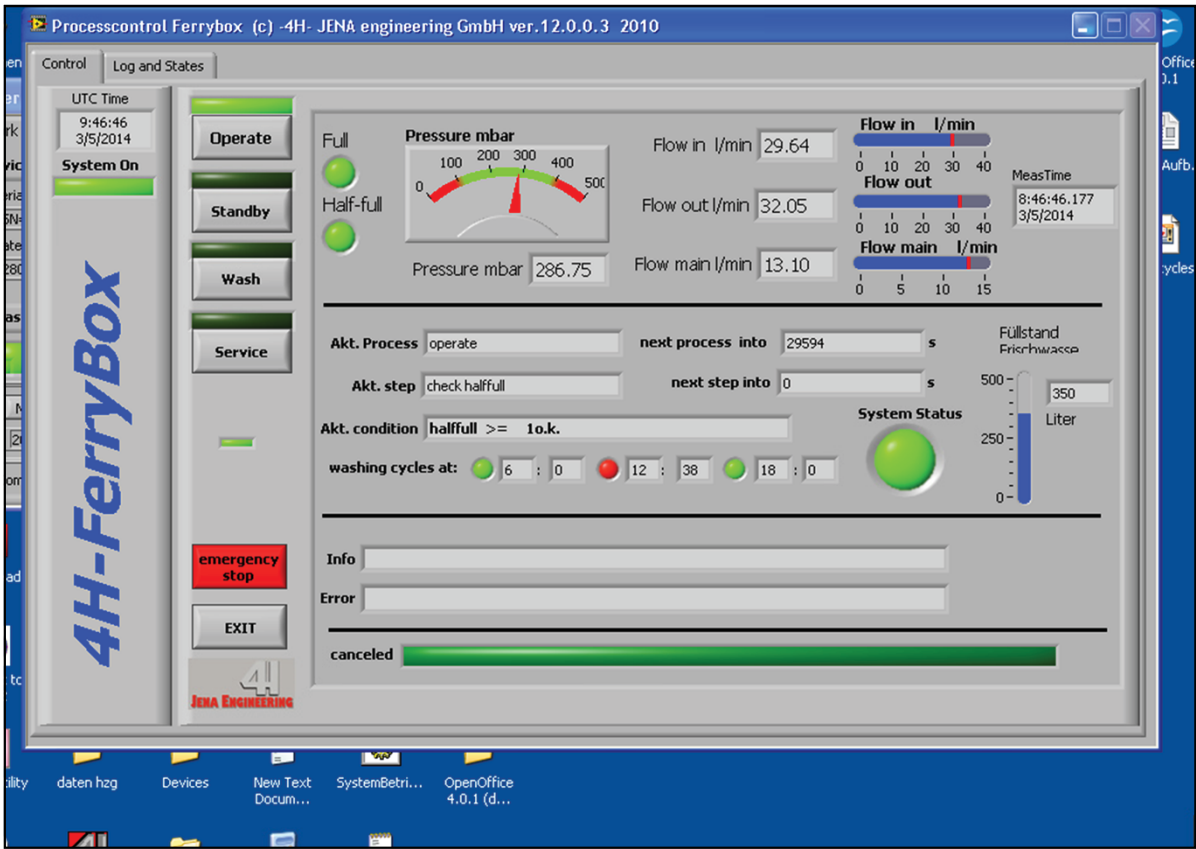 Processcontrol Ferrybox (c) -4H- JENA engineering GmbH ver.12.0.0.3 2010
Control
Log and States
UTC Time
9:46:46
3/5/2014
System On
4H-FerryBox
Operate
Standby
Wash
Service
emergency
stop
EXIT
4H
JENA ENGINEERING
Full
Half-full
Pressure mbar
0 100 200 300 400 500
Pressure mbar 286.75
Flow in l/min 29.64
Flow out l/min 32.05
Flow main l/min 13.10
Flow in l/min
0 10 20 30 40
Flow out
0 10 20 30 40
Flow main l/min
0 5 10 15
MeasTime
8:46:46.177
3/5/2014
Akt. Process operate
next process into 29594 s
Akt. step check halffull
next step into 0 s
Akt. condition halffull >= 1o.k.
washing cycles at: 6 : 0 12 : 38 18 : 0
System Status
Füllstand
Frischwasse
500
250
0
350
Liter
Info
Error
canceled
Office
Aufb.
ycles
daten hzg
Devices
New Text
Docum...
SystemBetri...
OpenOffice
4.0.1 (d...